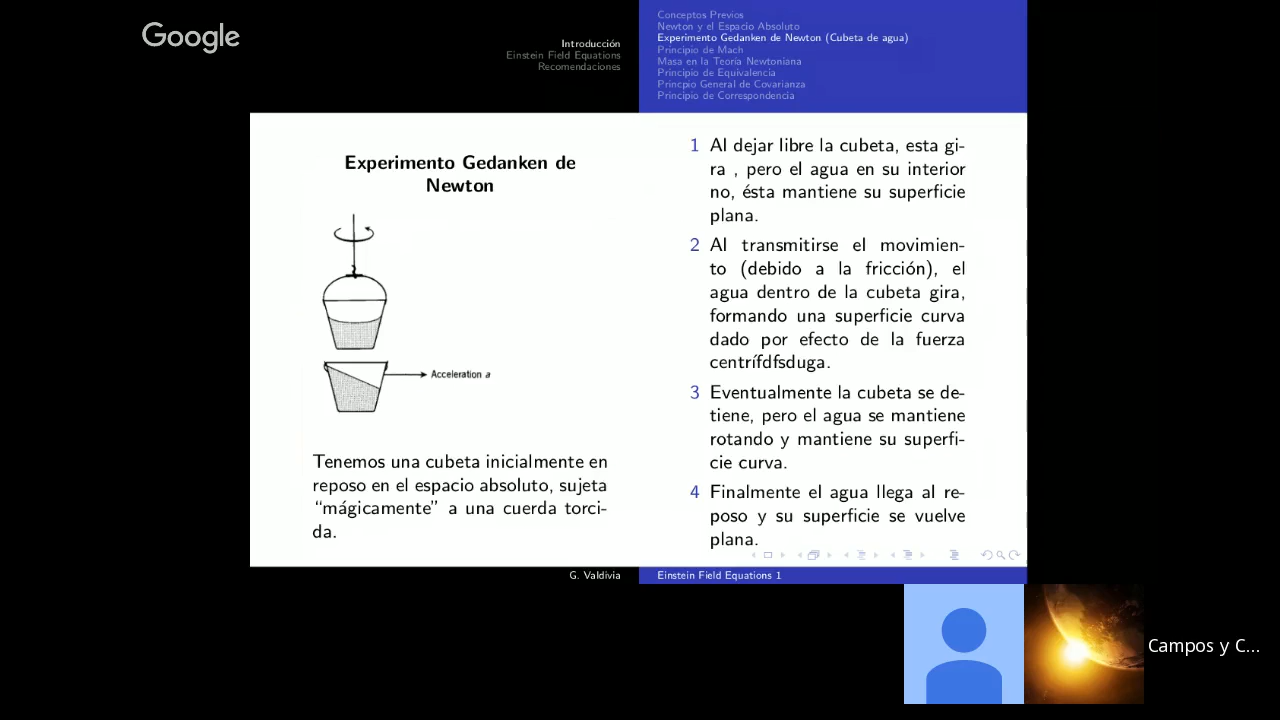 Google
Introducción
Einstein Field Equations
Recomendaciones
Conceptos Previos
Newton y el Espacio Absoluto
Experimento Gedanken de Newton (Cubeta de agua)
Principio de Mach
Masa en la Teoría Newtoniana
Principio de Equivalencia
Princpio General de Covarianza
Principio de Correspondencia
Experimento Gedanken de
Newton
Acceleration a
Tenemos una cubeta inicialmente en
reposo en el espacio absoluto, sujeta
“mágicamente” a una cuerda torci-
da.
1 Al dejar libre la cubeta, esta gi-
ra , pero el agua en su interior
no, ésta mantiene su superficie
plana.
2 Al transmitirse el movimien-
to (debido a la fricción), el
agua dentro de la cubeta gira,
formando una superficie curva
dado por efecto de la fuerza
centrífdfsduga.
3 Eventualmente la cubeta se de-
tiene, pero el agua se mantiene
rotando y mantiene su superfi-
cie curva.
4 Finalmente el agua llega al re-
poso y su superficie se vuelve
plana.
G. Valdivia
Einstein Field Equations 1
Campos y C...